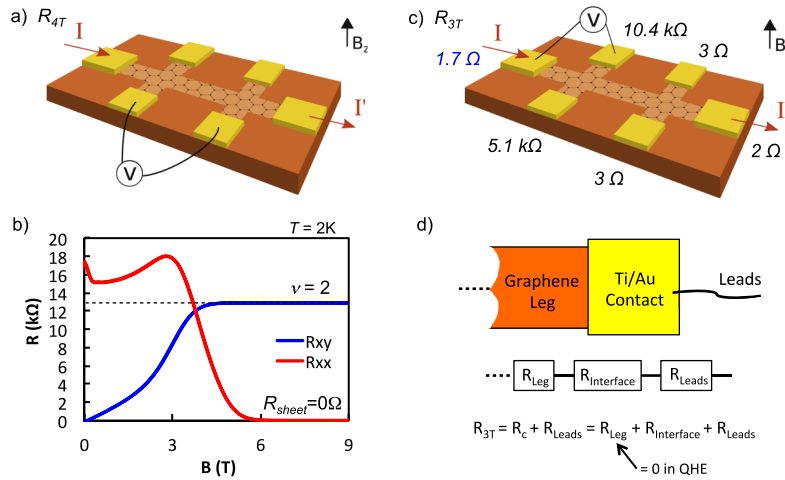 a) R4T
I
V
Bz
I'
c) R3T
I
V
10.4 kΩ
B
1.7 Ω
3 Ω
5.1 kΩ
3 Ω
I
2 Ω
b)
T = 2K
20
18
16
14
12
10
8
6
4
2
0
R (kΩ)
ν = 2
Rxy
Rxx
Rsheet=0Ω
0 3 6 9
B (T)
d)
Graphene Leg
Ti/Au Contact
Leads
RLeg RInterface RLeads
R3T = Rc + RLeads = RLeg + RInterface + RLeads
= 0 in QHE